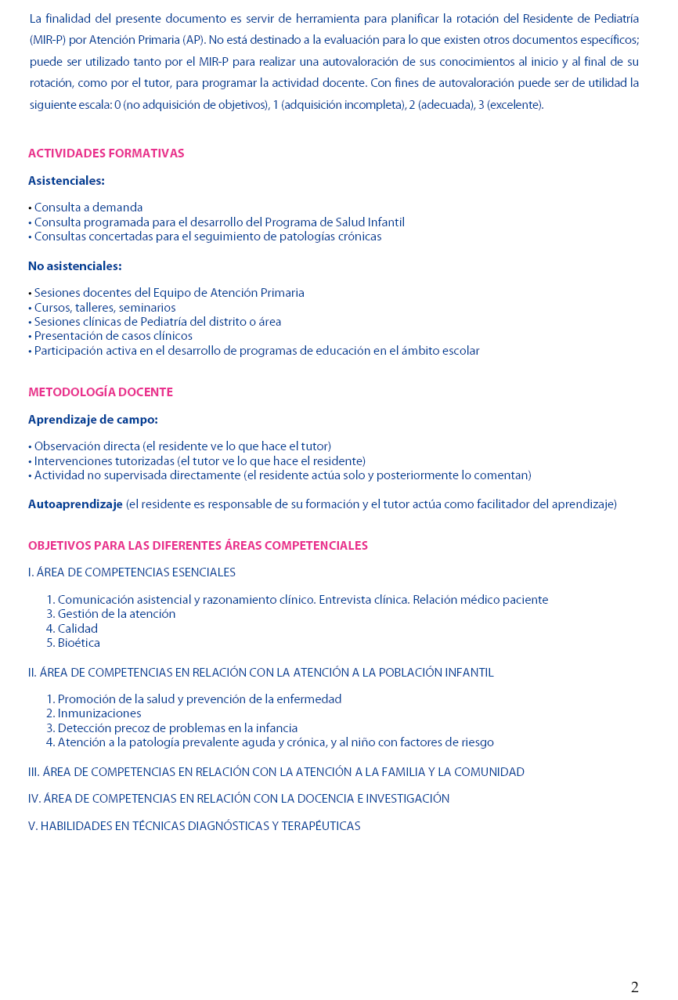 La finalidad del presente documento es servir de herramienta para planificar la rotación del Residente de Pediatría
(MIR-P) por Atención Primaria (AP). No está destinado a la evaluación para lo que existen otros documentos específicos;
puede ser utilizado tanto por el MIR-P para realizar una autovaloración de sus conocimientos al inicio y al final de su
rotación, como por el tutor, para programar la actividad docente. Con fines de autovaloración puede ser de utilidad la
siguiente escala: 0 (no adquisición de objetivos), 1 (adquisición incompleta), 2 (adecuada), 3 (excelente).
ACTIVIDADES FORMATIVAS
Asistenciales:
• Consulta a demanda
• Consulta programada para el desarrollo del Programa de Salud Infantil
• Consultas concertadas para el seguimiento de patologías crónicas
No asistenciales:
• Sesiones docentes del Equipo de Atención Primaria
• Cursos, talleres, seminarios
• Sesiones clínicas de Pediatría del distrito o área
• Presentación de casos clínicos
• Participación activa en el desarrollo de programas de educación en el ámbito escolar
METODOLOGÍA DOCENTE
Aprendizaje de campo:
• Observación directa (el residente ve lo que hace el tutor)
• Intervenciones tutorizadas (el tutor ve lo que hace el residente)
• Actividad no supervisada directamente (el residente actúa solo y posteriormente lo comentan)
Autoaprendizaje (el residente es responsable de su formación y el tutor actúa como facilitador del aprendizaje)
OBJETIVOS PARA LAS DIFERENTES ÁREAS COMPETENCIALES
I. ÁREA DE COMPETENCIAS ESENCIALES
1. Comunicación asistencial y razonamiento clínico. Entrevista clínica. Relación médico paciente
3. Gestión de la atención
4. Calidad
5. Bioética
II. ÁREA DE COMPETENCIAS EN RELACIÓN CON LA ATENCIÓN A LA POBLACIÓN INFANTIL
1. Promoción de la salud y prevención de la enfermedad
2. Inmunizaciones
3. Detección precoz de problemas en la infancia
4. Atención a la patología prevalente aguda y crónica, y al niño con factores de riesgo
III. ÁREA DE COMPETENCIAS EN RELACIÓN CON LA ATENCIÓN A LA FAMILIA Y LA COMUNIDAD
IV. ÁREA DE COMPETENCIAS EN RELACIÓN CON LA DOCENCIA E INVESTIGACIÓN
V. HABILIDADES EN TÉCNICAS DIAGNÓSTICAS Y TERAPÉUTICAS
2